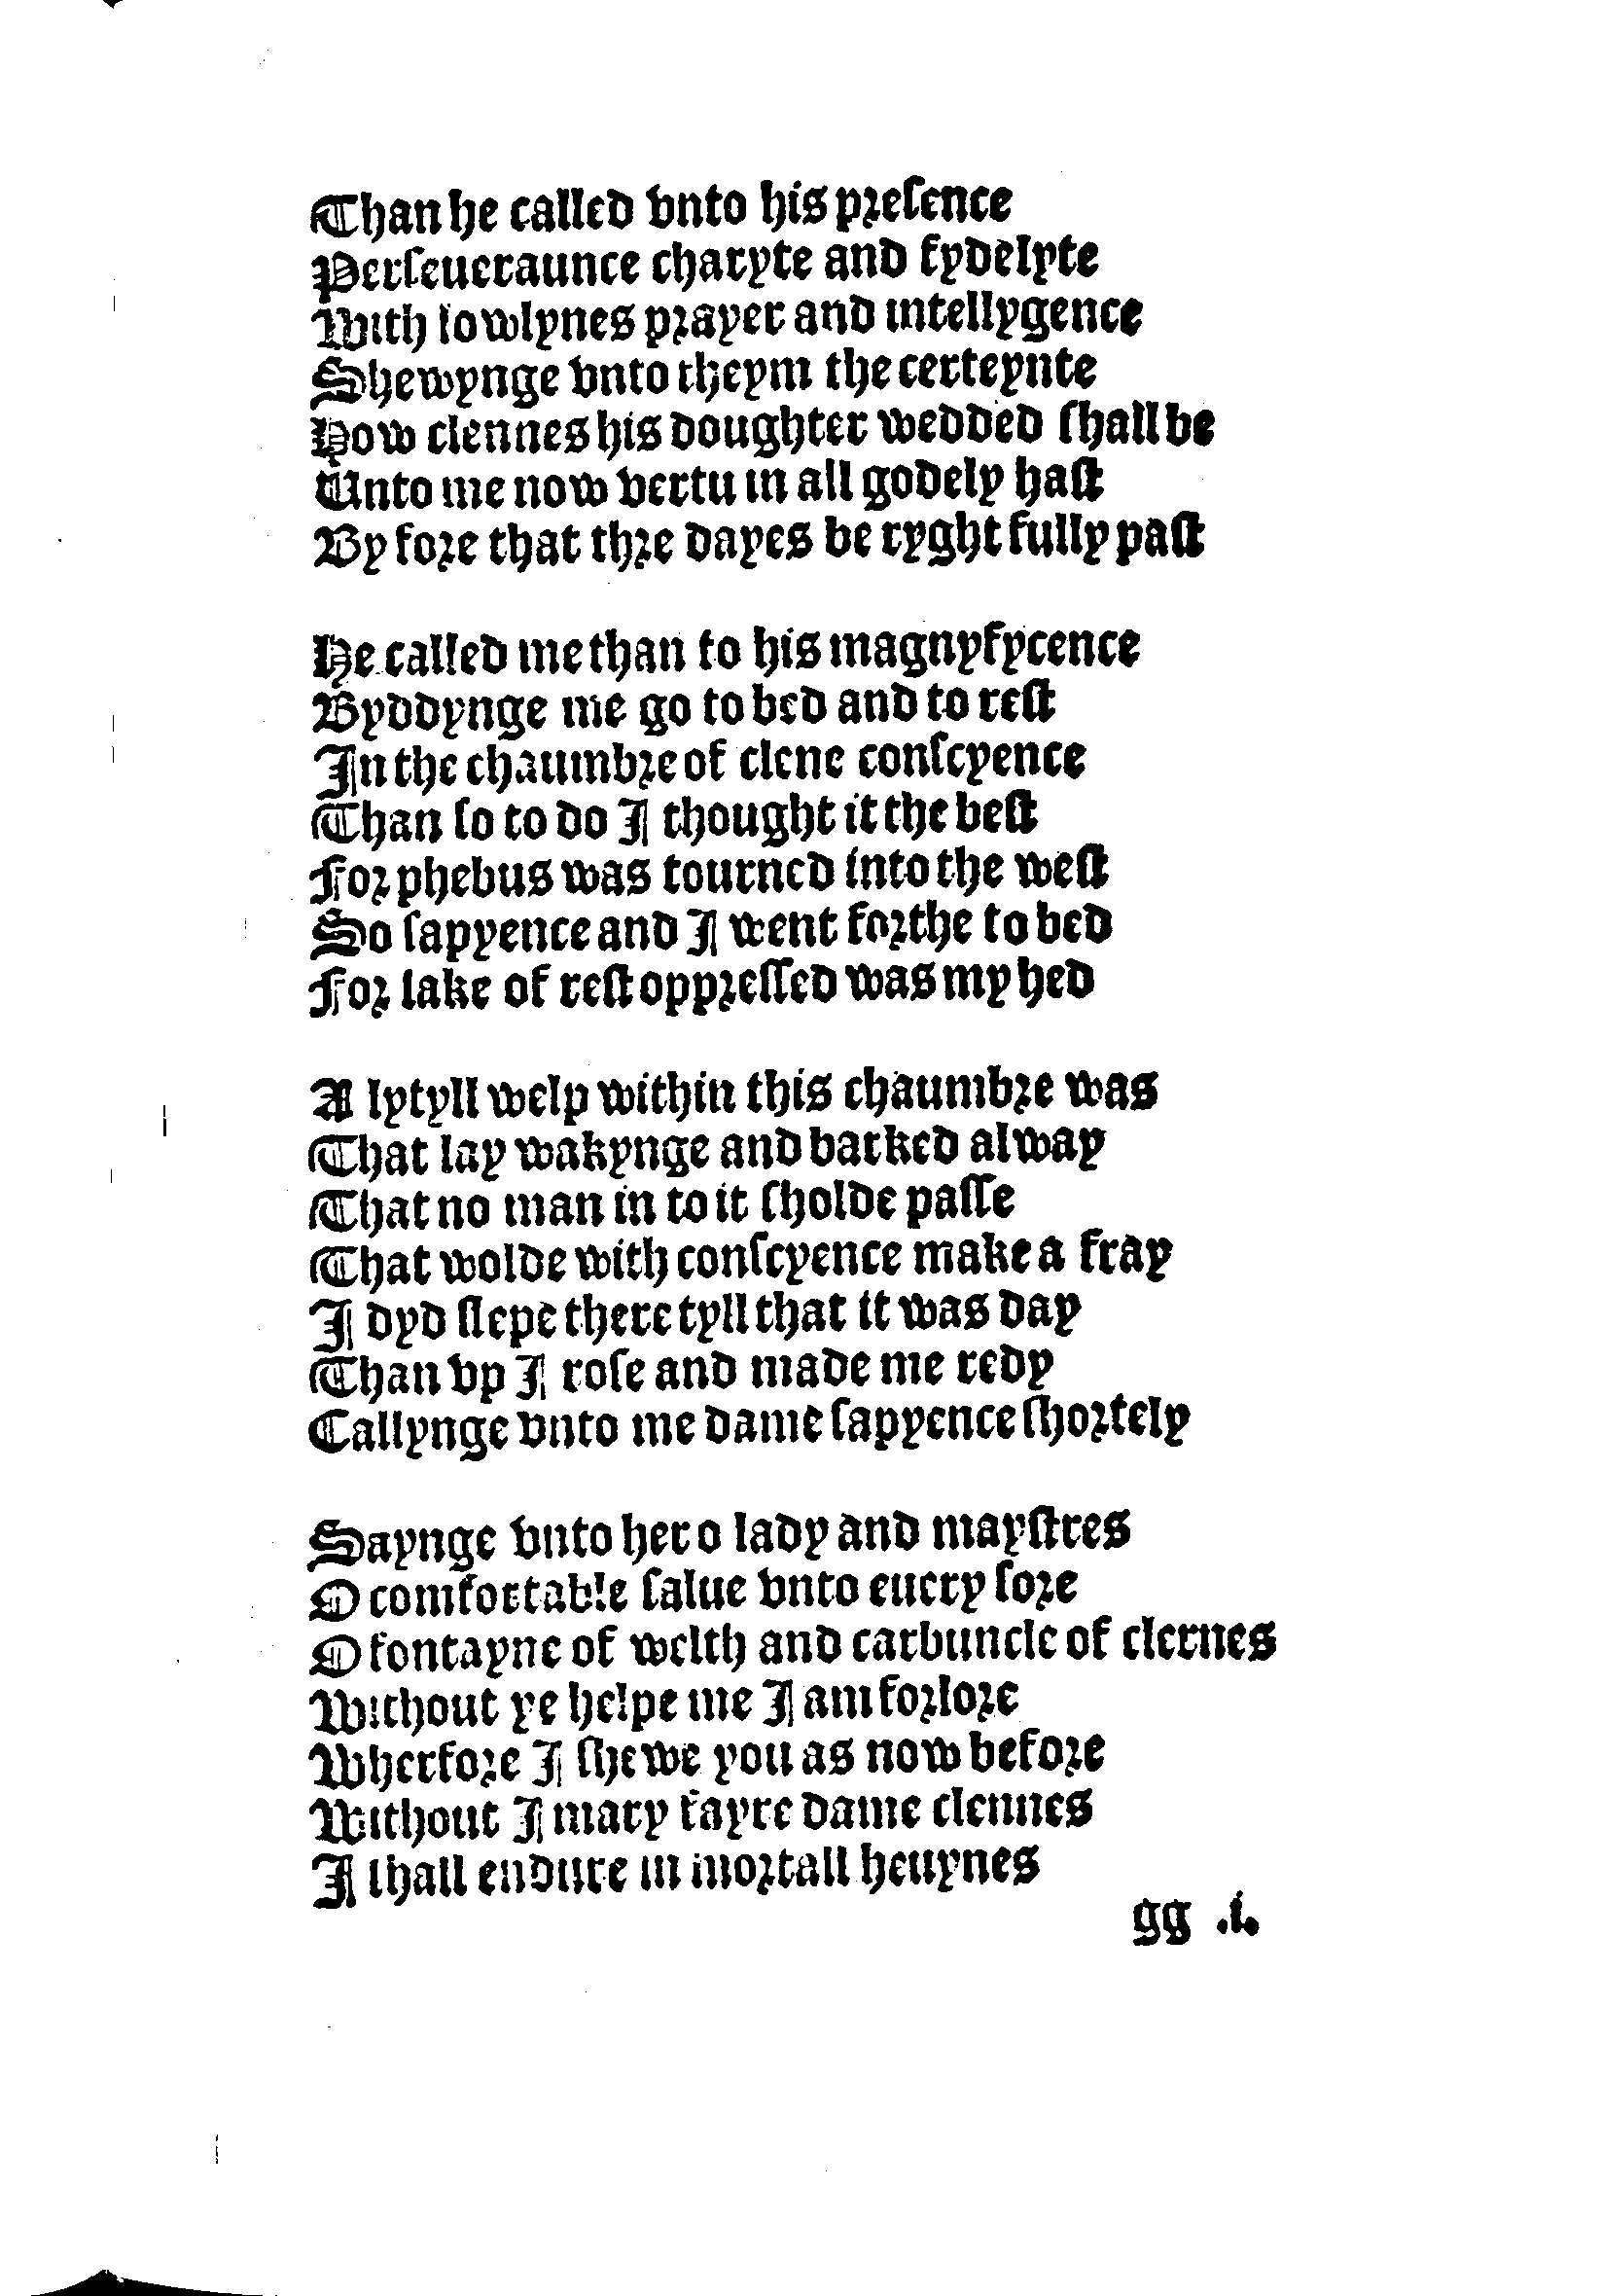 Than he called vnto his preſence
Perſeueraunce charyte and fydelyte
With lowlynes prayer and intellygence
Shewynge vnto theym the certeynte
How clennes his doughter wedded ſhall be
Unto me now vertu in all godely haſt
By fore that thre dayes be ryght fully paſt

He called me than to his magnyfycence
Byddynge me go to bed and to reſt
In the chaumbre of clene conſcyence
Than ſo to do I thought it the beſt
For phebus was tourned into the weſt
So ſapyence and I went forthe to bed
For lake of reſt oppreſſed was my hed

A lytyll welp within this chaumbre was
That lay wakynge and barked alway
That no man in to it ſholde paſſe
That wolde with conſcyence make a fray
I dyd ſlepe there tyll that it was day
Than vp I roſe and made me redy
Callynge vnto me dame ſapyence ſhortely

Saynge vnto her o lady and mayſtres
O comfortable ſalue vnto euery ſore
O fontayne of welth and carbuncle of clernes
Without ye helpe me I am forlore
Wherfore I ſhewe you as now before
Without I mary fayre dame clennes
I ſhall endure in mortall heuynes
gg .i.